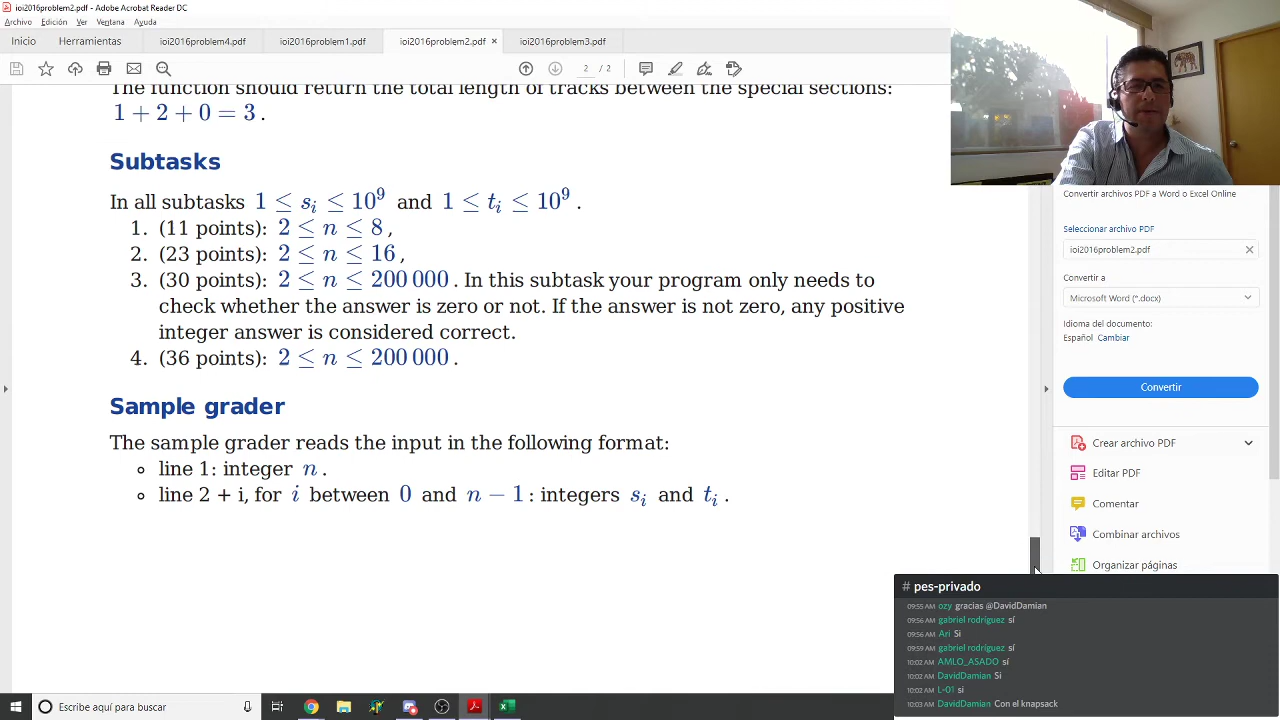 ioi2016problem2.pdf - Adobe Acrobat Reader DC
Archivo Edición Ver Ventana Ayuda
Inicio Herramientas ioi2016problem4.pdf ioi2016problem1.pdf ioi2016problem2.pdf × ioi2016problem3.pdf
2 / 2
The function should return the total length of tracks between the special sections:
1 + 2 + 0 = 3 .
Subtasks
In all subtasks 1 ≤ sᵢ ≤ 10⁹ and 1 ≤ tᵢ ≤ 10⁹ .
1. (11 points): 2 ≤ n ≤ 8 ,
2. (23 points): 2 ≤ n ≤ 16 ,
3. (30 points): 2 ≤ n ≤ 200 000 . In this subtask your program only needs to
check whether the answer is zero or not. If the answer is not zero, any positive
integer answer is considered correct.
4. (36 points): 2 ≤ n ≤ 200 000 .
Sample grader
The sample grader reads the input in the following format:
line 1: integer n .
line 2 + i, for i between 0 and n − 1 : integers sᵢ and tᵢ .
Convertir archivos PDF a Word o Excel Online
Seleccionar archivo PDF
ioi2016problem2.pdf
Convertir a
Microsoft Word (*.docx)
Idioma del documento:
Español Cambiar
Convertir
Crear archivo PDF
Editar PDF
Comentar
Combinar archivos
Organizar páginas
# pes-privado
09:55 AM ozy gracias @DavidDamian
09:56 AM gabriel rodríguez sí
09:56 AM Ari Si
09:59 AM gabriel rodríguez sí
10:02 AM AMLO_ASADO sí
10:02 AM DavidDamian Si
10:02 AM L-01 si
10:03 AM DavidDamian Con el knapsack
Escribe aquí para buscar